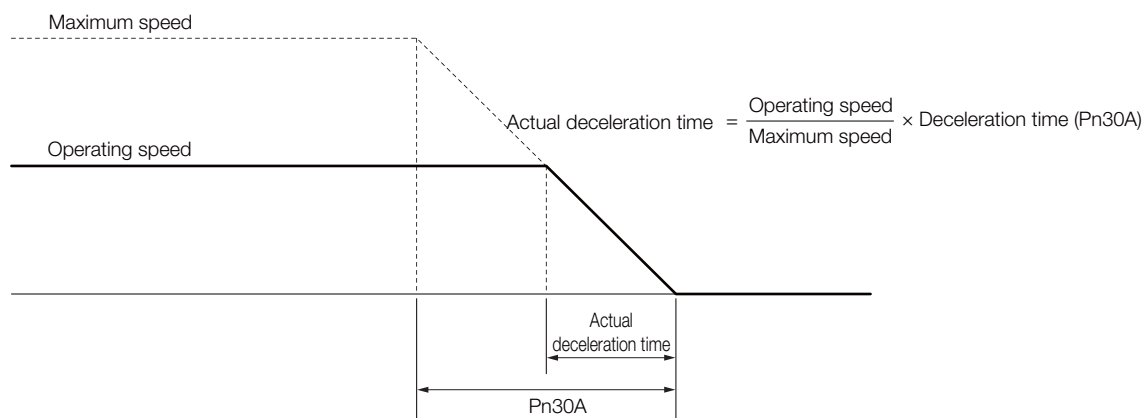 Maximum speed
Actual deceleration time = Operating speed / Maximum speed × Deceleration time (Pn30A)
Operating speed
Actual
deceleration time
Pn30A